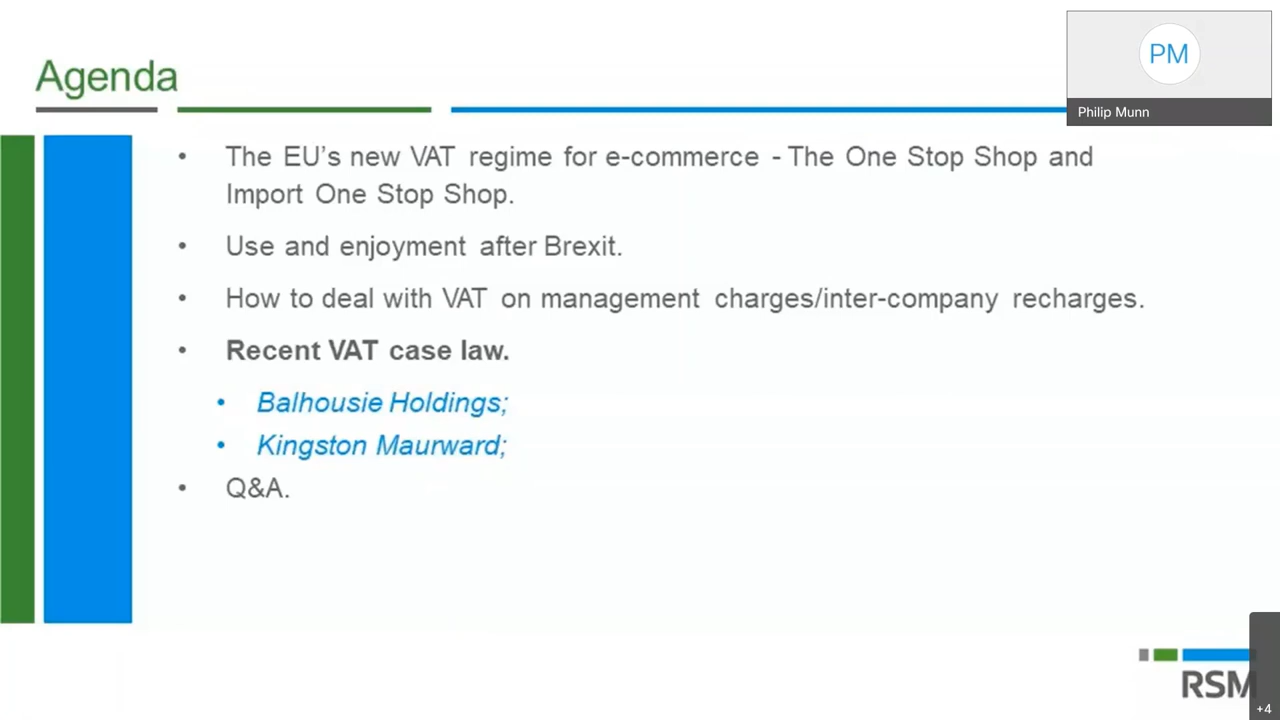 Agenda
PM
Philip Munn
• The EU's new VAT regime for e-commerce - The One Stop Shop and
Import One Stop Shop.
• Use and enjoyment after Brexit.
• How to deal with VAT on management charges/inter-company recharges.
• Recent VAT case law.
• Balhousie Holdings;
• Kingston Maurward;
• Q&A.
RSM
+4